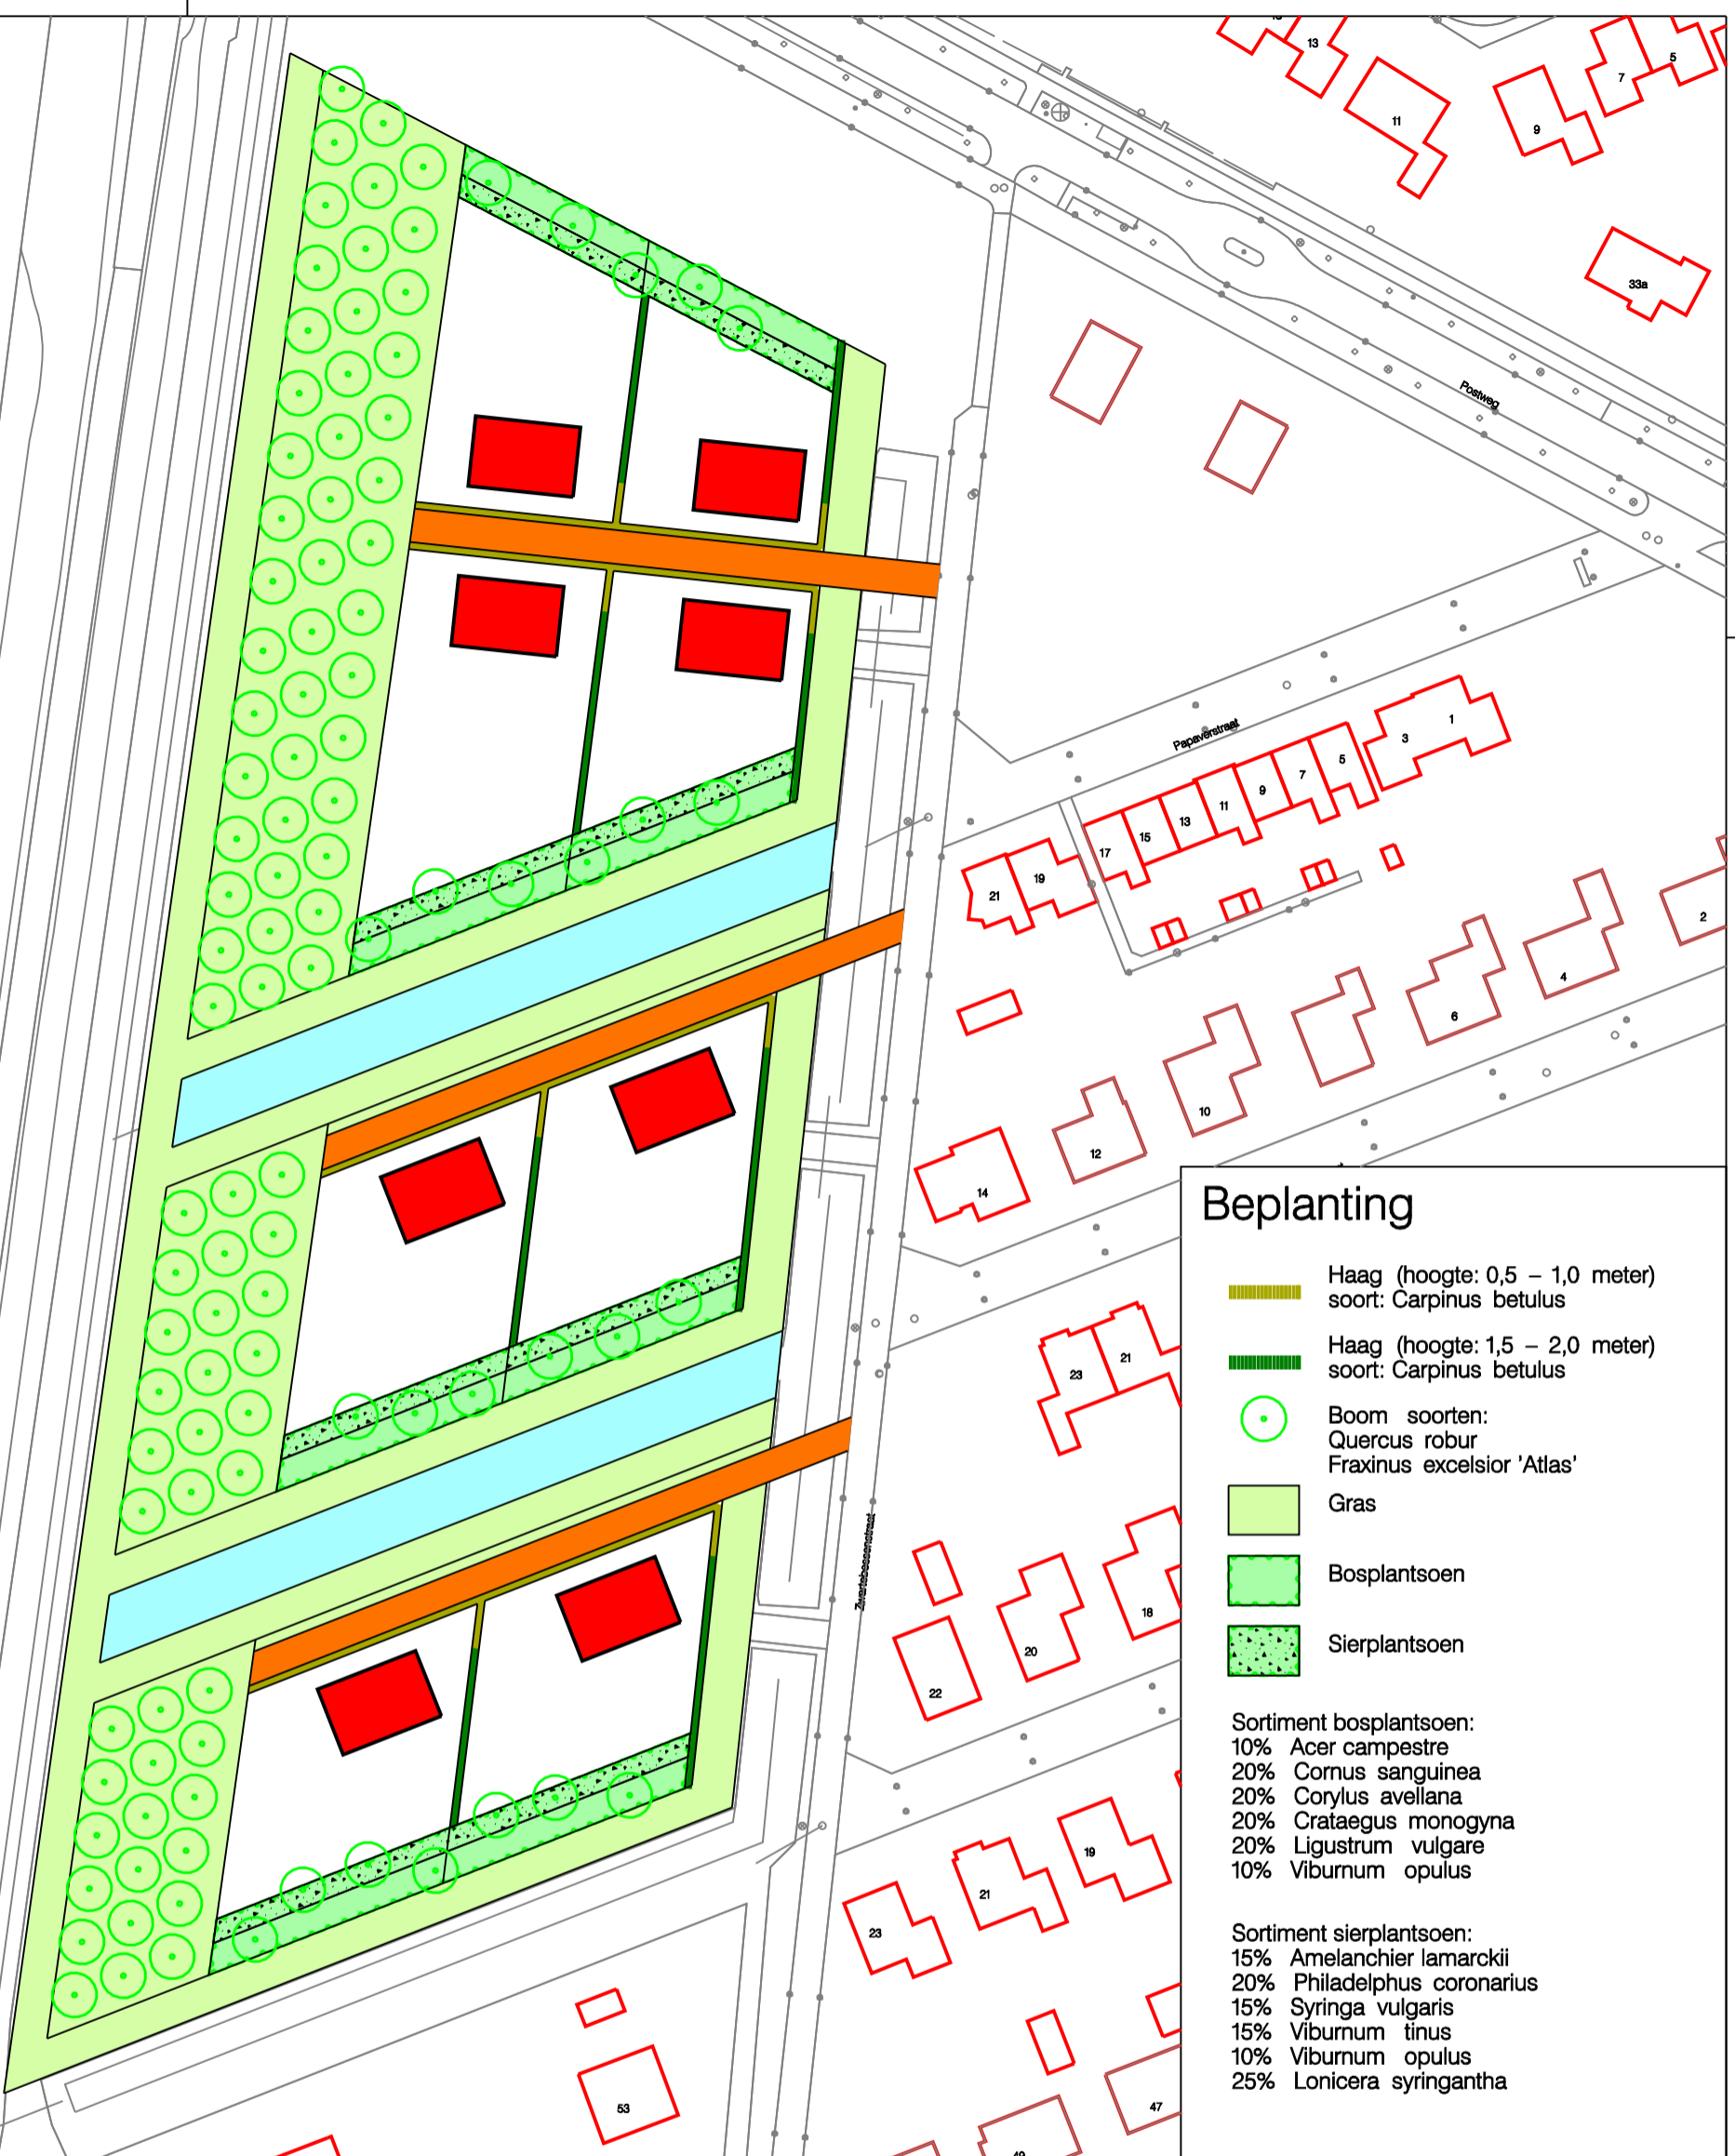 13
11
9
7
5
33a
Postweg
Papaverstraat
1
3
5
7
9
11
13
15
17
19
21
2
4
6
10
12
14
23
21
Zwartebessenstraat
18
20
22
19
21
23
53
47
49
Beplanting
Haag (hoogte: 0,5 – 1,0 meter)
soort: Carpinus betulus
Haag (hoogte: 1,5 – 2,0 meter)
soort: Carpinus betulus
Boom soorten:
Quercus robur
Fraxinus excelsior 'Atlas'
Gras
Bosplantsoen
Sierplantsoen
Sortiment bosplantsoen:
10% Acer campestre
20% Cornus sanguinea
20% Corylus avellana
20% Crataegus monogyna
20% Ligustrum vulgare
10% Viburnum opulus
Sortiment sierplantsoen:
15% Amelanchier lamarckii
20% Philadelphus coronarius
15% Syringa vulgaris
15% Viburnum tinus
10% Viburnum opulus
25% Lonicera syringantha